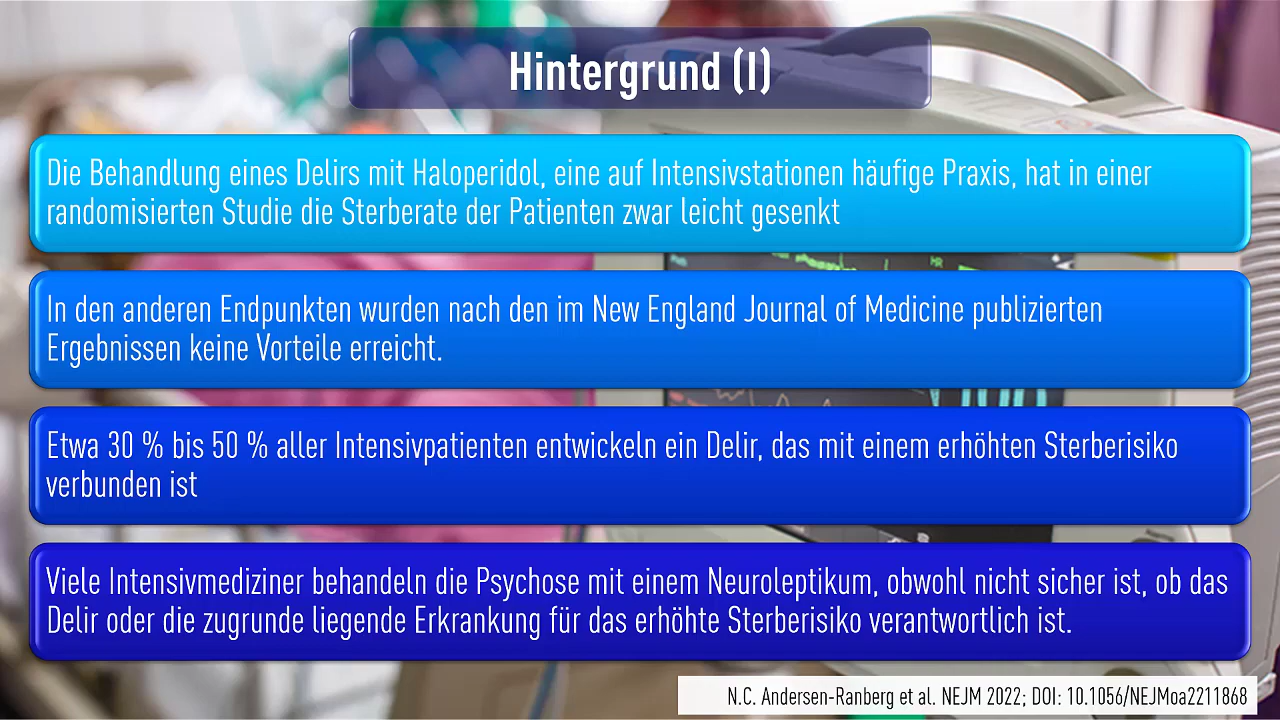 Hintergrund (I)
Die Behandlung eines Delirs mit Haloperidol, eine auf Intensivstationen häufige Praxis, hat in einer
randomisierten Studie die Sterberate der Patienten zwar leicht gesenkt
HR
In den anderen Endpunkten wurden nach den im New England Journal of Medicine publizierten
Ergebnissen keine Vorteile erreicht.
Etwa 30 % bis 50 % aller Intensivpatienten entwickeln ein Delir, das mit einem erhöhten Sterberisiko
verbunden ist
Viele Intensivmediziner behandeln die Psychose mit einem Neuroleptikum, obwohl nicht sicher ist, ob das
Delir oder die zugrunde liegende Erkrankung für das erhöhte Sterberisiko verantwortlich ist.
N.C. Andersen-Ranberg et al. NEJM 2022; DOI: 10.1056/NEJMoa2211868